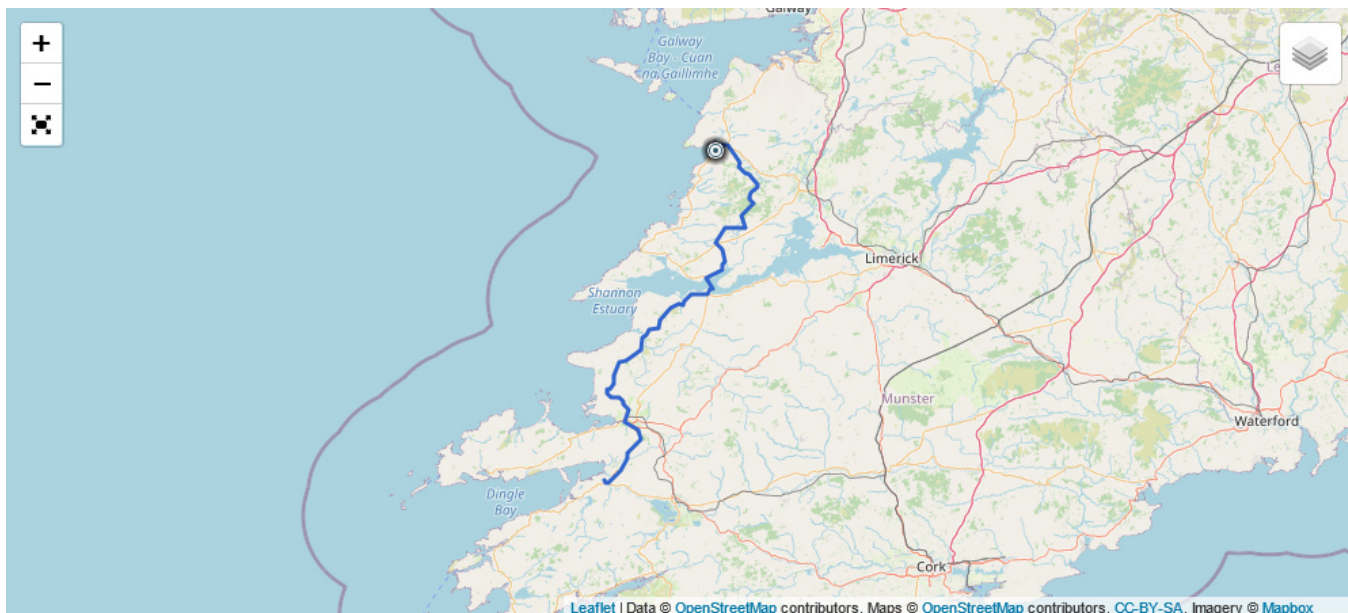 Galway
+
−
Galway
Bay - Cuan
na Gaillimhe
Limerick
Shannon
Estuary
Munster
Waterford
Dingle
Bay
Cork
Leaflet | Data © OpenStreetMap contributors, Maps © OpenStreetMap contributors, CC-BY-SA, Imagery © Mapbox